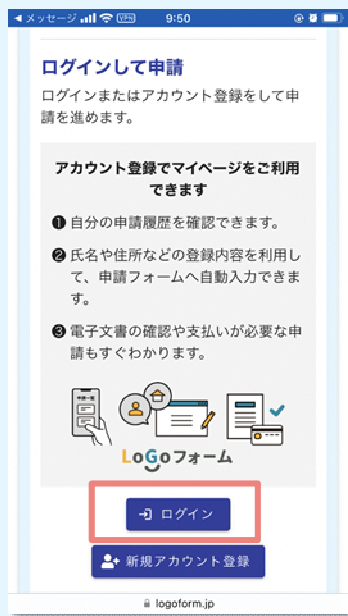 メッセージ VPN 9:50
ログインして申請
ログインまたはアカウント登録をして申
請を進めます。
アカウント登録でマイページをご利用
できます
❶ 自分の申請履歴を確認できます。
❷ 氏名や住所などの登録内容を利用し
て、申請フォームへ自動入力できま
す。
❸ 電子文書の確認や支払いが必要な申
請もすぐわかります。
申請一覧
LoGoフォーム
ログイン
新規アカウント登録
logoform.jp